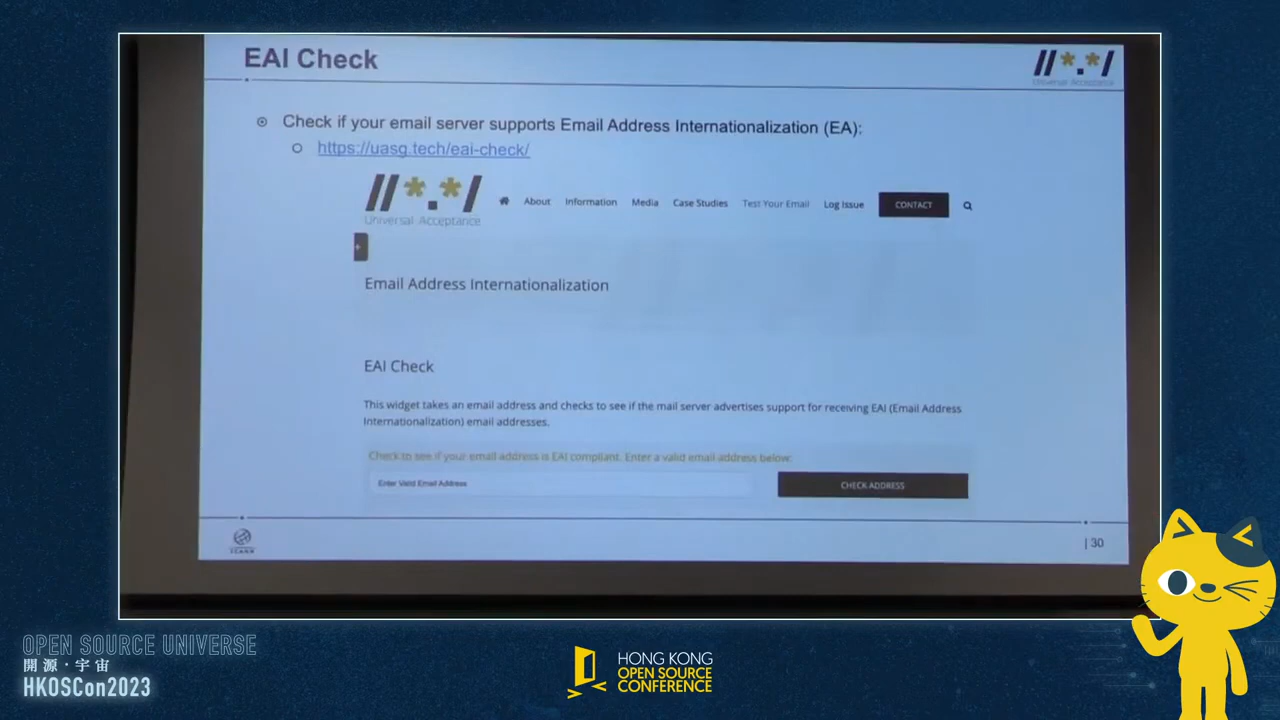 EAI Check
//*.*/
Universal Acceptance
Check if your email server supports Email Address Internationalization (EA):
https://uasg.tech/eai-check/
//*.*/
Universal Acceptance
About
Information
Media
Case Studies
Test Your Email
Log Issue
CONTACT
Email Address Internationalization
EAI Check
This widget takes an email address and checks to see if the mail server advertises support for receiving EAI (Email Address
Internationalization) email addresses.
Check to see if your email address is EAI compliant. Enter a valid email address below:
Enter Valid Email Address
CHECK ADDRESS
ICANN
| 30
OPEN SOURCE UNIVERSE
開源·宇宙
HKOSCon2023
HONG KONG
OPEN SOURCE
CONFERENCE